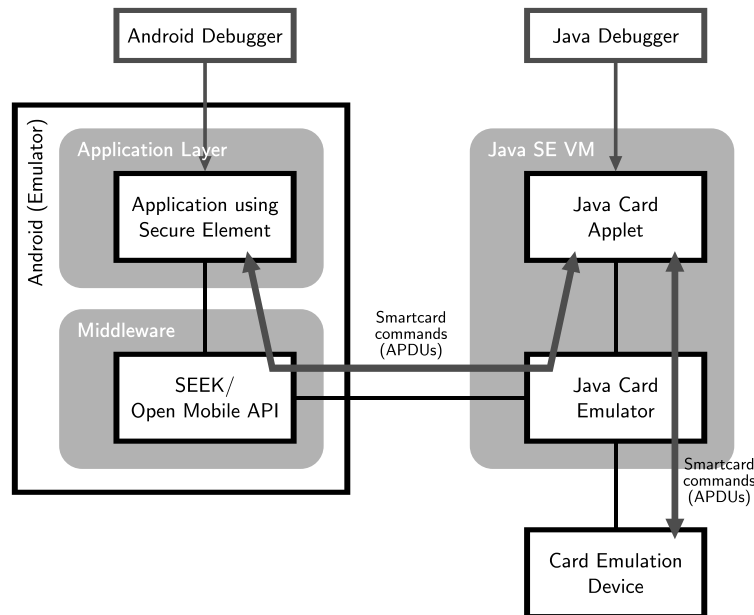 Android Debugger
Java Debugger
Android (Emulator)
Application Layer
Application using
Secure Element
Java SE VM
Java Card
Applet
Smartcard
commands
(APDUs)
Middleware
SEEK/
Open Mobile API
Java Card
Emulator
Smartcard
commands
(APDUs)
Card Emulation
Device